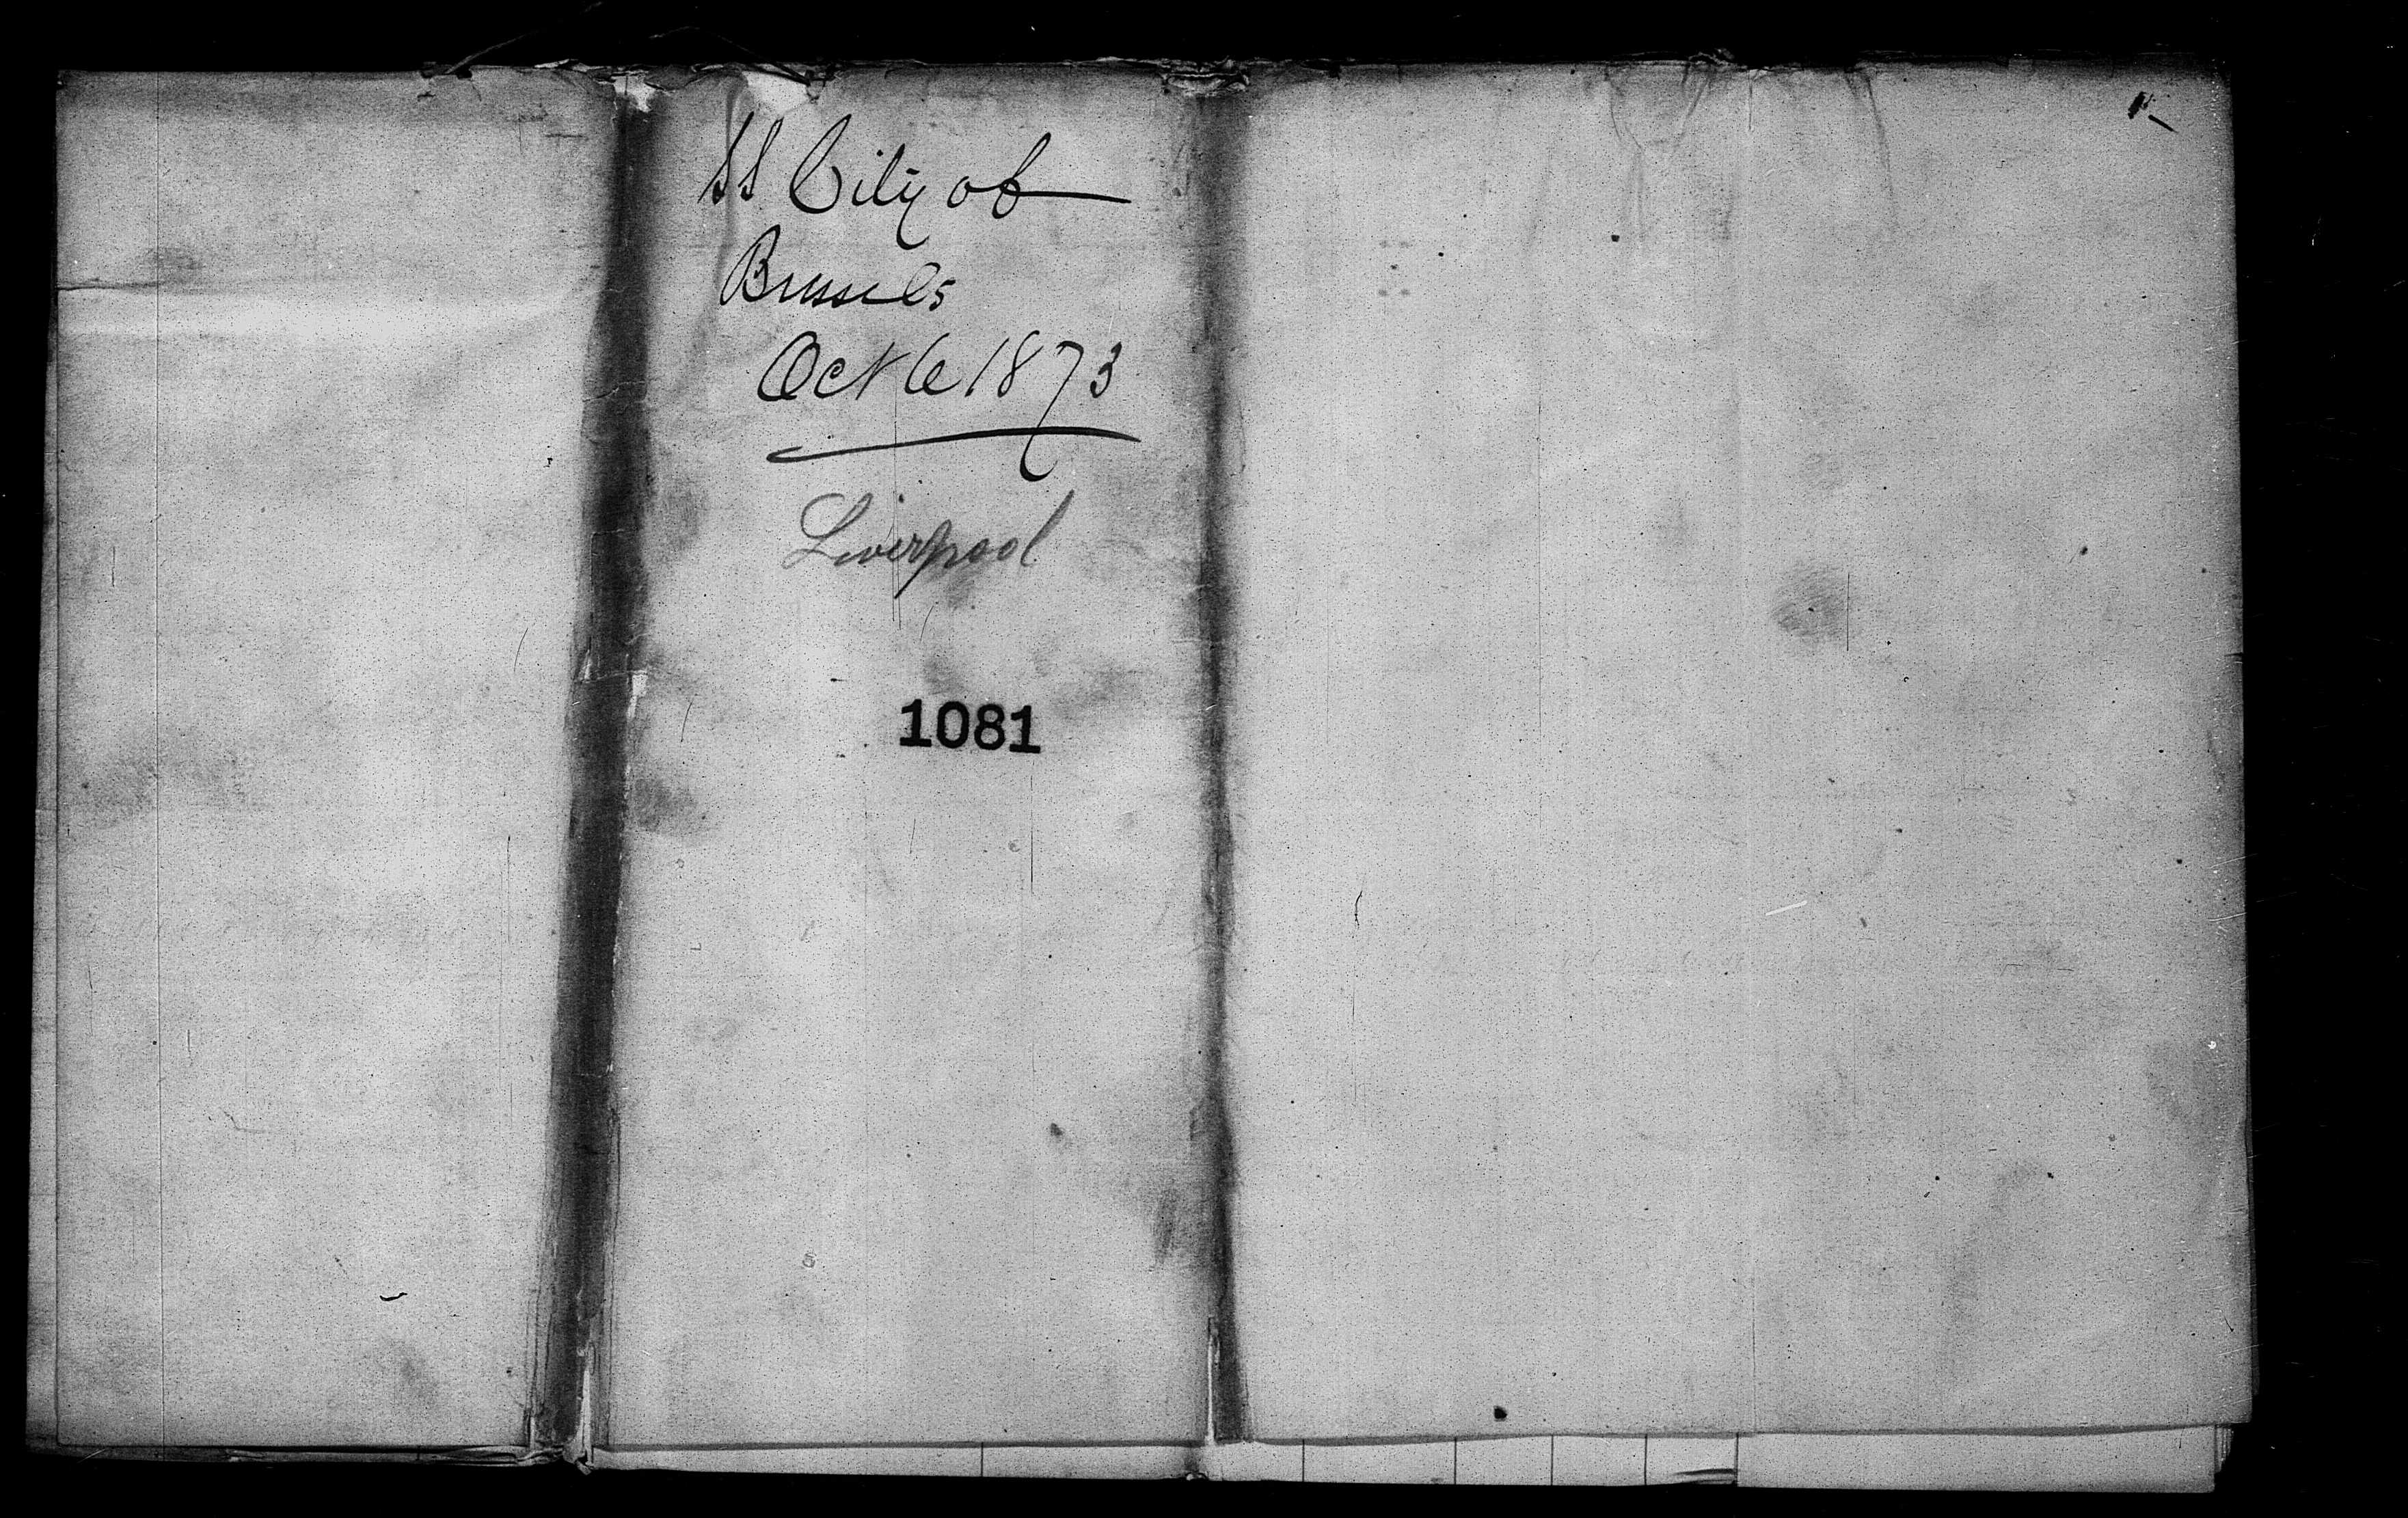 SS City of
Brussels
Oct 6 1873
Liverpool
1081